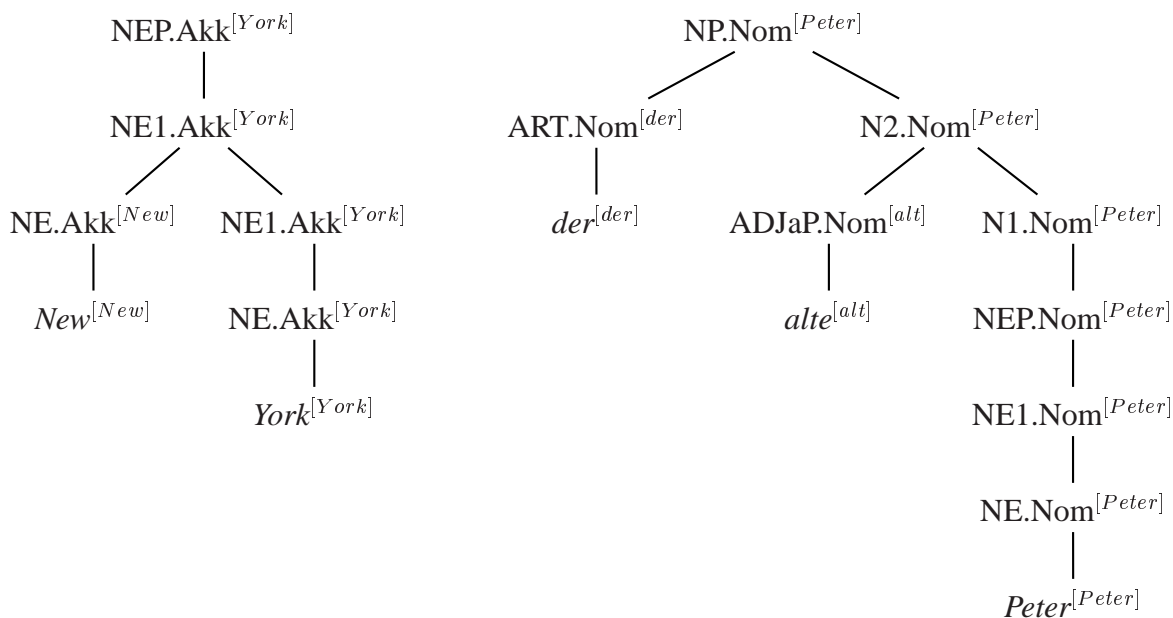 NEP.Akk[York] NP.Nom[Peter]
NE1.Akk[York] ART.Nom[der] N2.Nom[Peter]
NE.Akk[New] NE1.Akk[York] der[der] ADJaP.Nom[alt] N1.Nom[Peter]
New[New] NE.Akk[York] alte[alt] NEP.Nom[Peter]
York[York] NE1.Nom[Peter]
NE.Nom[Peter]
Peter[Peter]